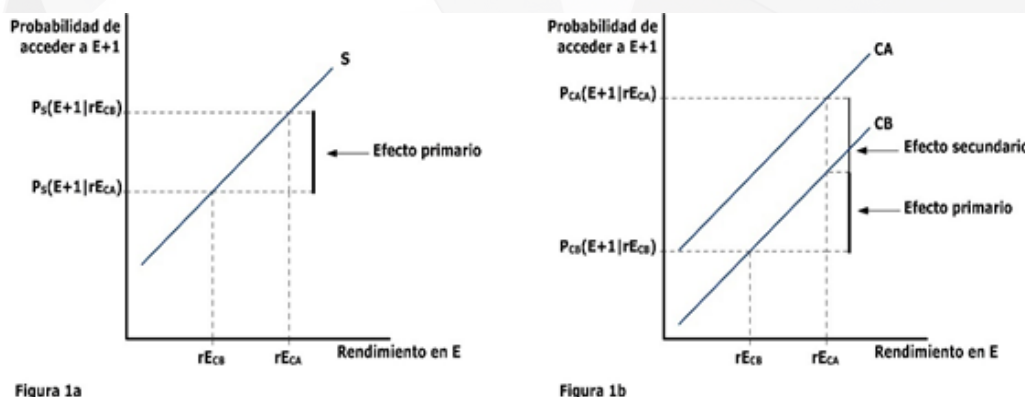 Probabilidad de
acceder a E+1
S
PS(E+1|rECB)
Efecto primario
PS(E+1|rECA)
rECB
rECA
Rendimiento en E
Figura 1a
Probabilidad de
acceder a E+1
CA
PCA(E+1|rECA)
CB
Efecto secundario
Efecto primario
PCB(E+1|rECB)
rECB
rECA
Rendimiento en E
Figura 1b